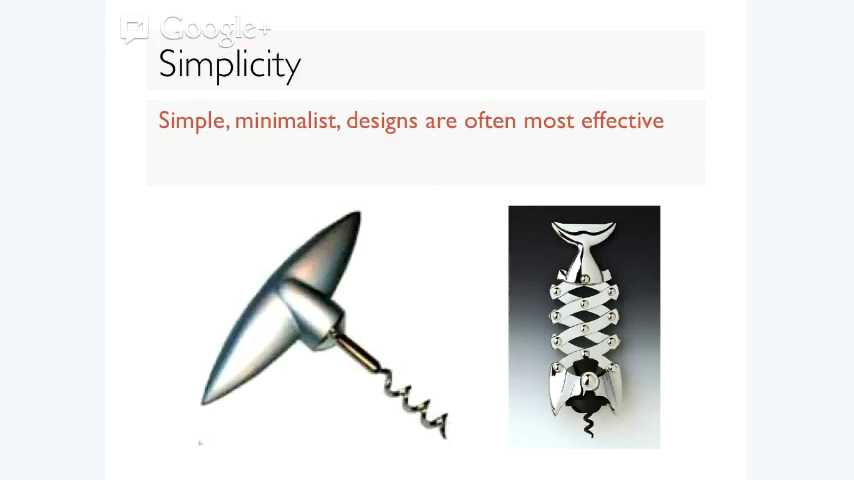 Google+
Simplicity
Simple, minimalist, designs are often most effective